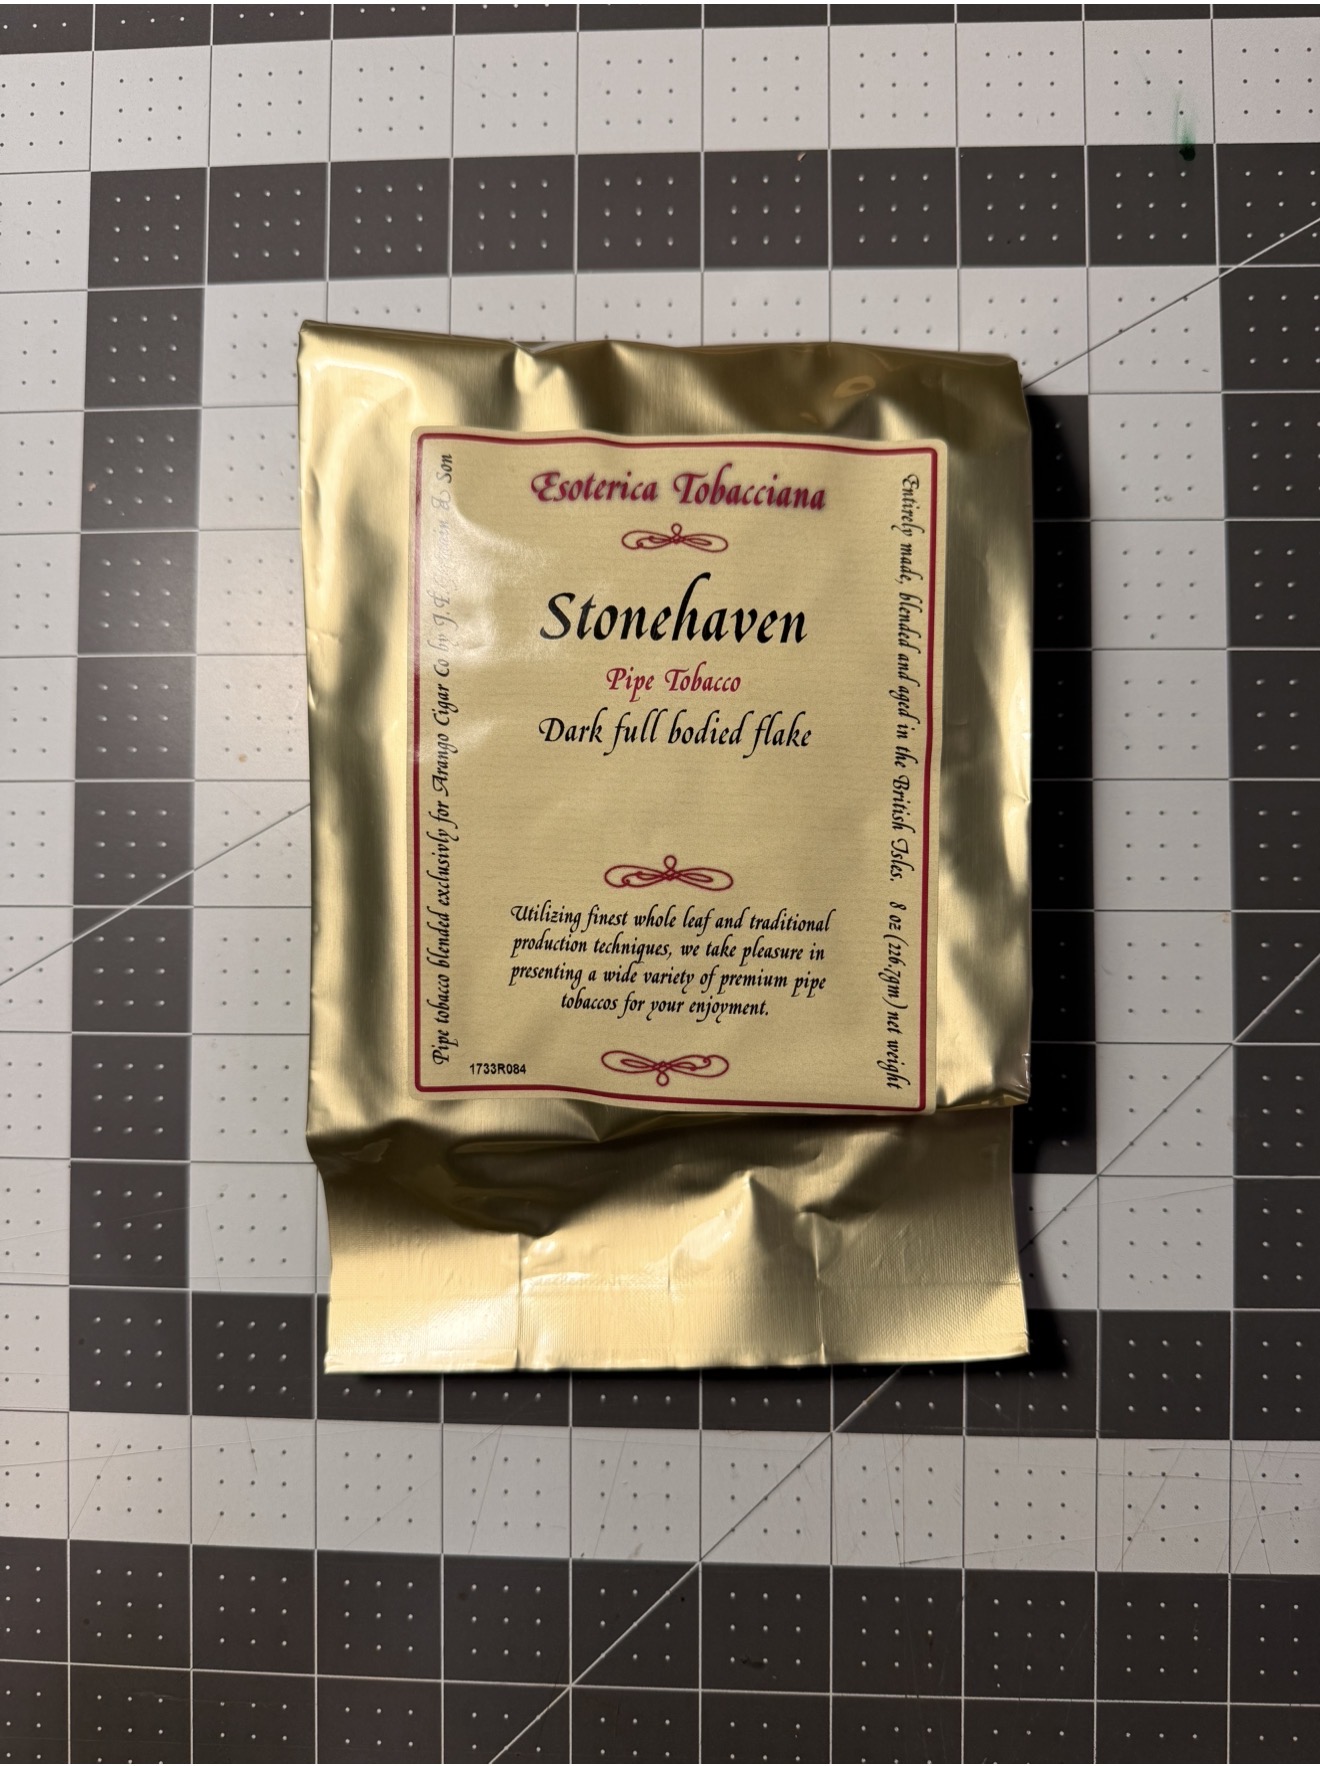 Esoterica Tobacciana
Stonehaven
Pipe Tobacco
Dark full bodied flake
Utilizing finest whole leaf and traditional
production techniques, we take pleasure in
presenting a wide variety of premium pipe
tobaccos for your enjoyment.
1733R084
Pipe tobacco blended exclusivly for Arango Cigar Co by J.F. & Son
Entirely made, blended and aged in the British Isles. 8 oz (226.7gm) net weight